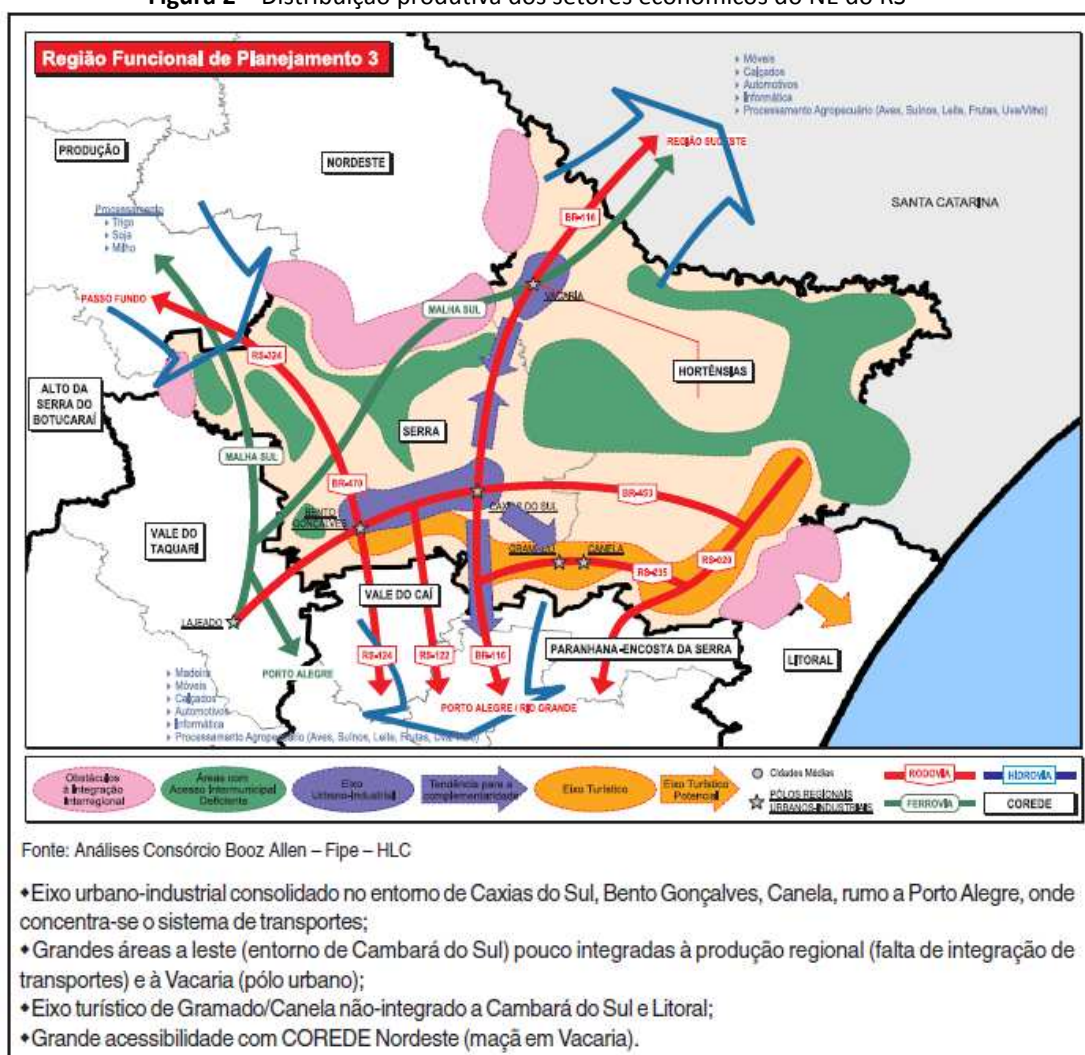 Figura 2 – Distribuição produtiva dos setores econômicos do NE do RS
Região Funcional de Planejamento 3
Móveis
Calçados
Automotivos
Informática
Processamento Agropecuário (Aves, Suínos, Leite, Frutas, Uva/Vinho)
REGIÃO SUDESTE
PRODUÇÃO
NORDESTE
SANTA CATARINA
Processamento
Trigo
Soja
Milho
BR-116
VACARIA
PASSO FUNDO
MALHA SUL
RS-324
HORTÊNSIAS
ALTO DA
SERRA DO
BOTUCARAÍ
SERRA
MALHA SUL
BR-470
BR-453
BENTO
GONÇALVES
CAXIAS DO SUL
VALE DO
TAQUARI
GRAMADO
CANELA
RS-020
RS-235
VALE DO CAÍ
LAJEADO
PARANHANA-ENCOSTA DA SERRA
LITORAL
RS-124
RS-122
BR-116
PORTO ALEGRE
Madeira
Móveis
Calçados
Automotivos
Informática
Processamento Agropecuário (Aves, Suínos, Leite, Frutas, Uva/Vinho)
PORTO ALEGRE / RIO GRANDE
Obstáculos
à Integração
Interregional
Áreas com
Acesso Intermunicipal
Deficiente
Eixo
Urbano-Industrial
Tendência para a
complementaridade
Eixo Turístico
Eixo Turístico
Potencial
Cidades Médias
PÓLOS REGIONAIS
URBANOS-INDUSTRIAIS
RODOVIA
HIDROVIA
FERROVIA
COREDE
Fonte: Análises Consórcio Booz Allen – Fipe – HLC
♦Eixo urbano-industrial consolidado no entorno de Caxias do Sul, Bento Gonçalves, Canela, rumo a Porto Alegre, onde
concentra-se o sistema de transportes;
♦Grandes áreas a leste (entorno de Cambará do Sul) pouco integradas à produção regional (falta de integração de
transportes) e à Vacaria (pólo urbano);
♦Eixo turístico de Gramado/Canela não-integrado a Cambará do Sul e Litoral;
♦Grande acessibilidade com COREDE Nordeste (maçã em Vacaria).